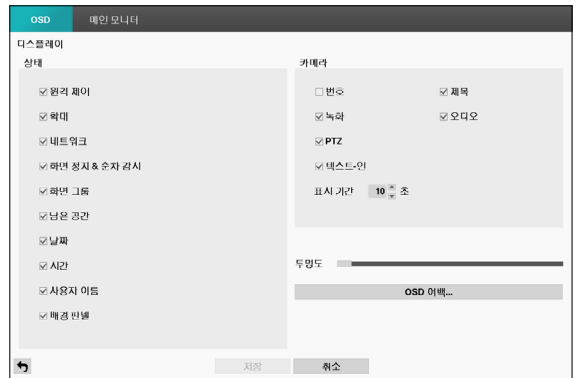 OSD 메인 모니터
디스플레이
상태
원격 제어
확대
네트워크
화면 정지 & 순차 감시
화면 그룹
남은 공간
날짜
시간
사용자 이름
배경 판넬
카메라
번호 제목
녹화 오디오
PTZ
텍스트-인
표시 기간 10 초
투명도
OSD 여백...
저장 취소